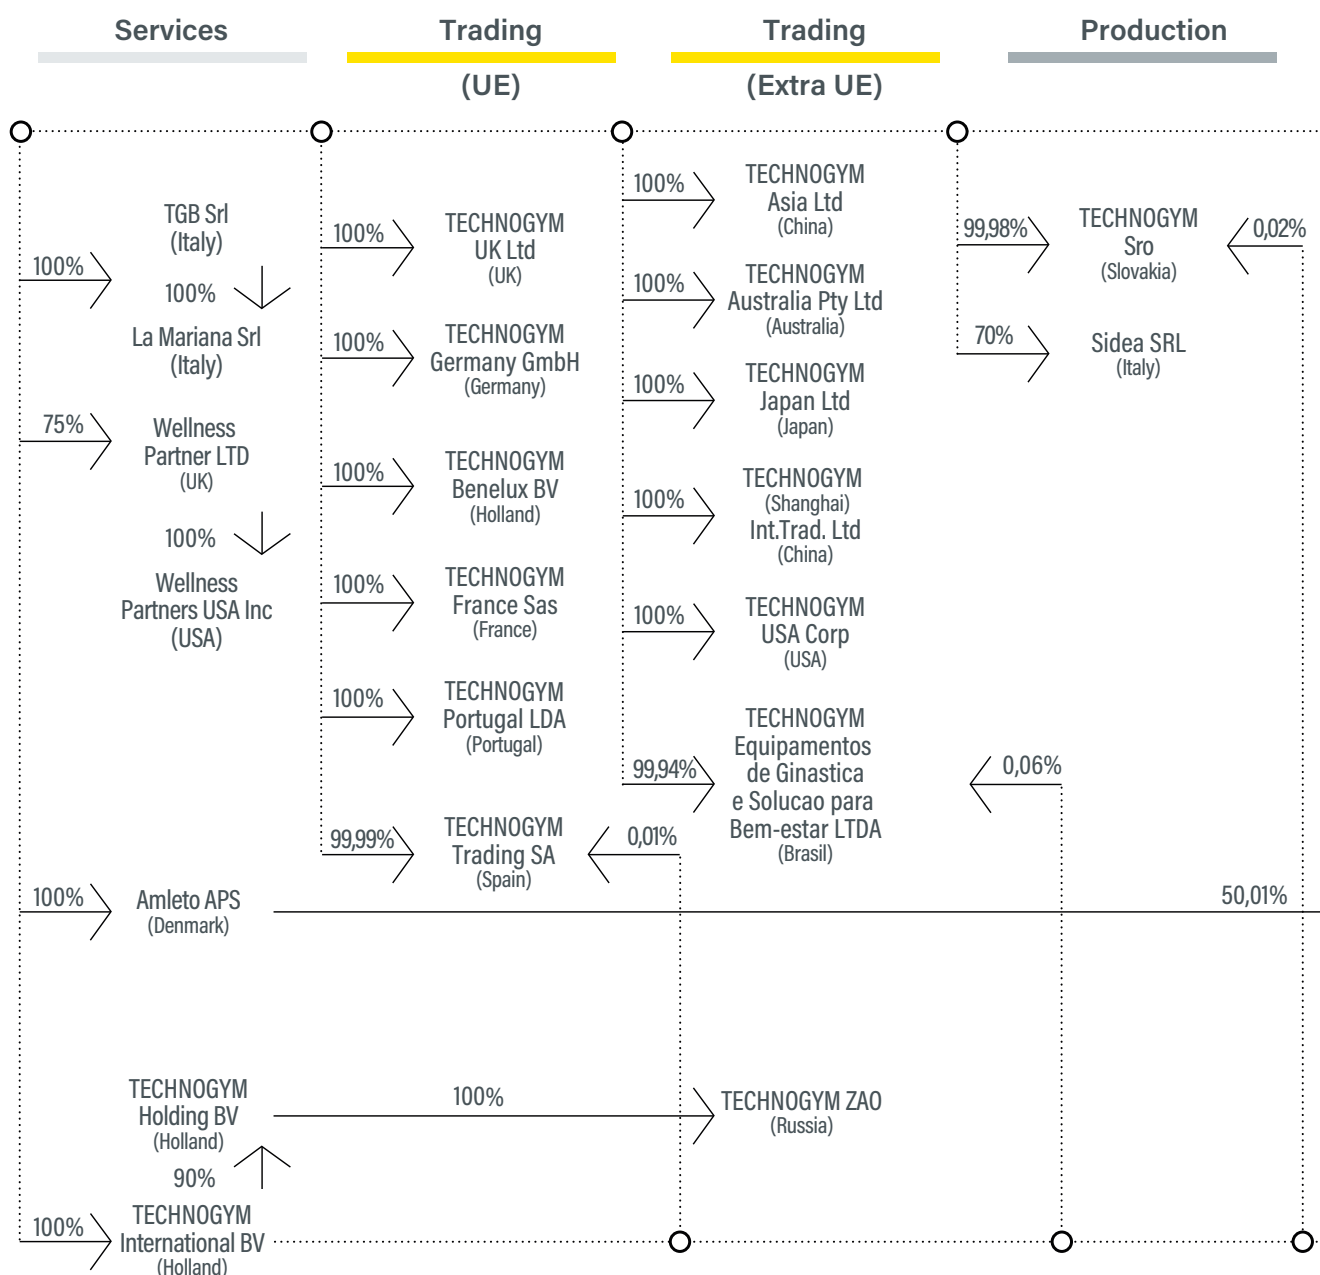 Services
Trading
(UE)
Trading
(Extra UE)
Production
100%
TGB Srl
(Italy)
100%
La Mariana Srl
(Italy)
75%
Wellness
Partner LTD
(UK)
100%
Wellness
Partners USA Inc
(USA)
100%
Amleto APS
(Denmark)
50,01%
TECHNOGYM
Holding BV
(Holland)
90%
100%
TECHNOGYM
International BV
(Holland)
100%
TECHNOGYM
UK Ltd
(UK)
100%
TECHNOGYM
Germany GmbH
(Germany)
100%
TECHNOGYM
Benelux BV
(Holland)
100%
TECHNOGYM
France Sas
(France)
100%
TECHNOGYM
Portugal LDA
(Portugal)
99,99%
TECHNOGYM
Trading SA
(Spain)
0,01%
100%
TECHNOGYM
Asia Ltd
(China)
100%
TECHNOGYM
Australia Pty Ltd
(Australia)
100%
TECHNOGYM
Japan Ltd
(Japan)
100%
TECHNOGYM
(Shanghai)
Int.Trad. Ltd
(China)
100%
TECHNOGYM
USA Corp
(USA)
99,94%
TECHNOGYM
Equipamentos
de Ginastica
e Solucao para
Bem-estar LTDA
(Brasil)
0,06%
100%
TECHNOGYM ZAO
(Russia)
99,98%
TECHNOGYM
Sro
(Slovakia)
0,02%
70%
Sidea SRL
(Italy)